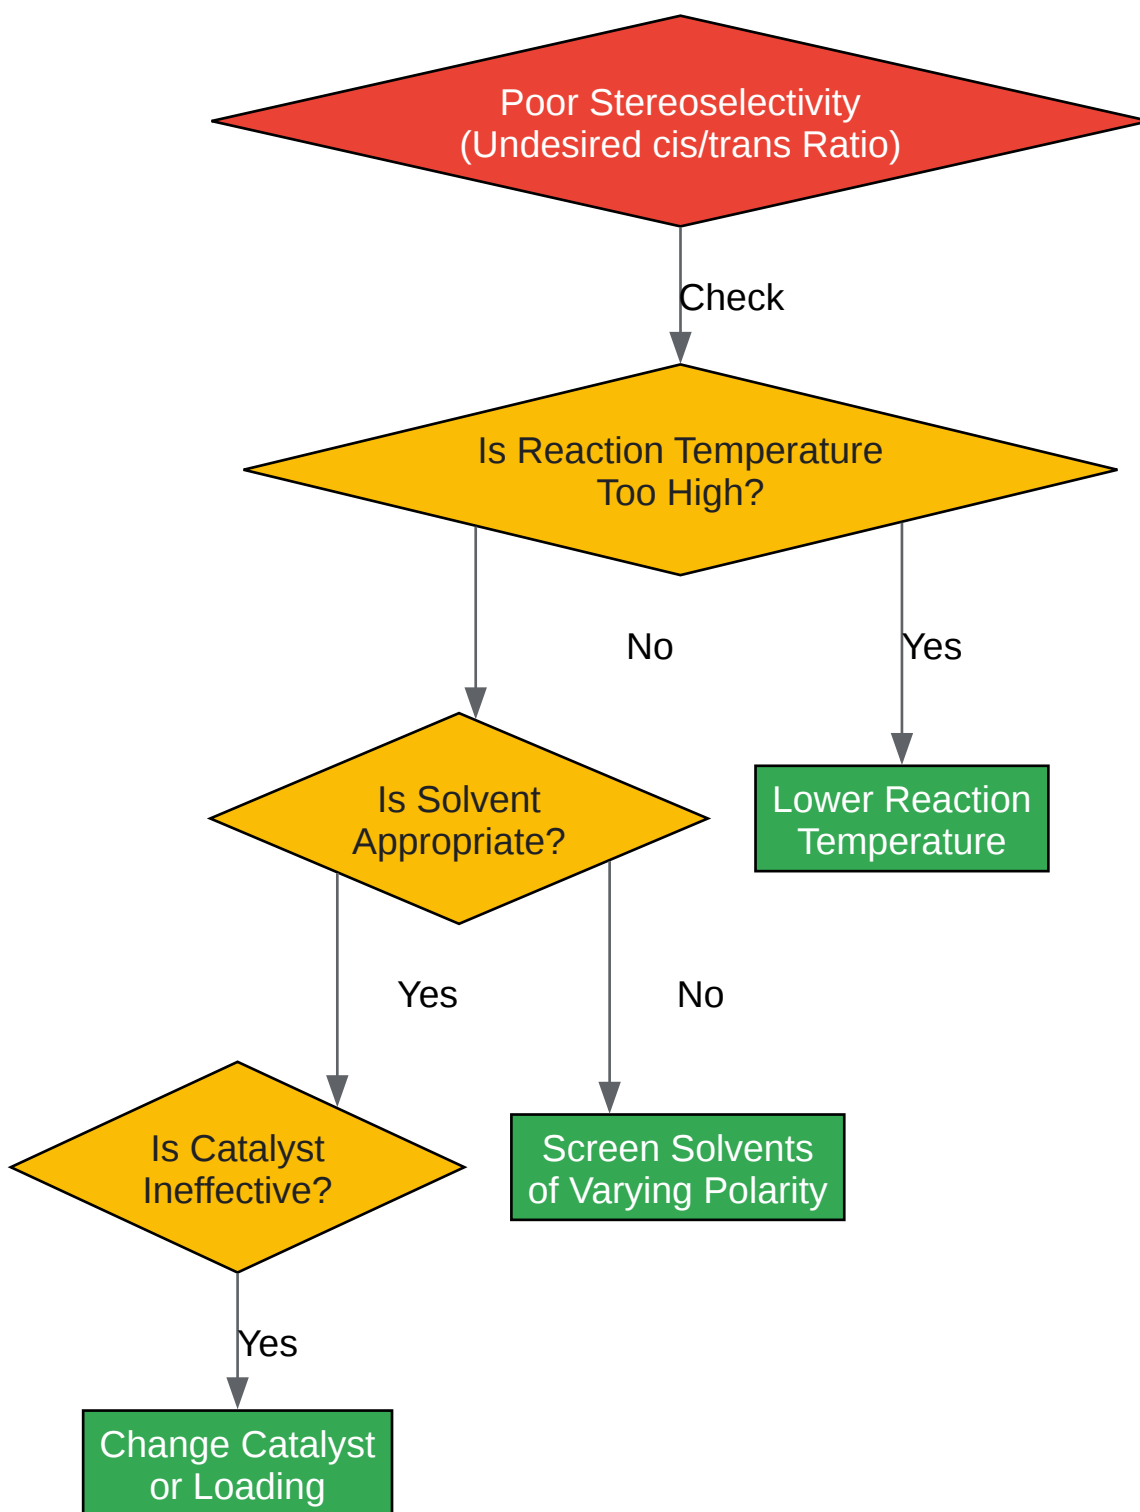 Poor Stereoselectivity
(Undesired cis/trans Ratio)
Check
Is Reaction Temperature
Too High?
No
Yes
Is Solvent
Appropriate?
Lower Reaction
Temperature
Yes
No
Is Catalyst
Ineffective?
Screen Solvents
of Varying Polarity
Yes
Change Catalyst
or Loading